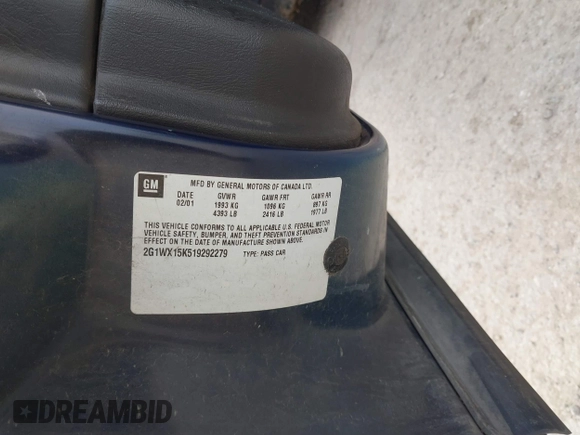 GM
MFD BY GENERAL MOTORS OF CANADA LTD.
DATE GVWR GAWR FRT GAWR RR
02/01 1993 KG 1096 KG 897 KG
4393 LB 2416 LB 1977 LB
THIS VEHICLE CONFORMS TO ALL APPLICABLE U.S. FEDERAL MOTOR
VEHICLE SAFETY, BUMPER, AND THEFT PREVENTION STANDARDS IN
EFFECT ON THE DATE OF MANUFACTURE SHOWN ABOVE.
2G1WX15K519292279 TYPE: PASS CAR
DREAMBID